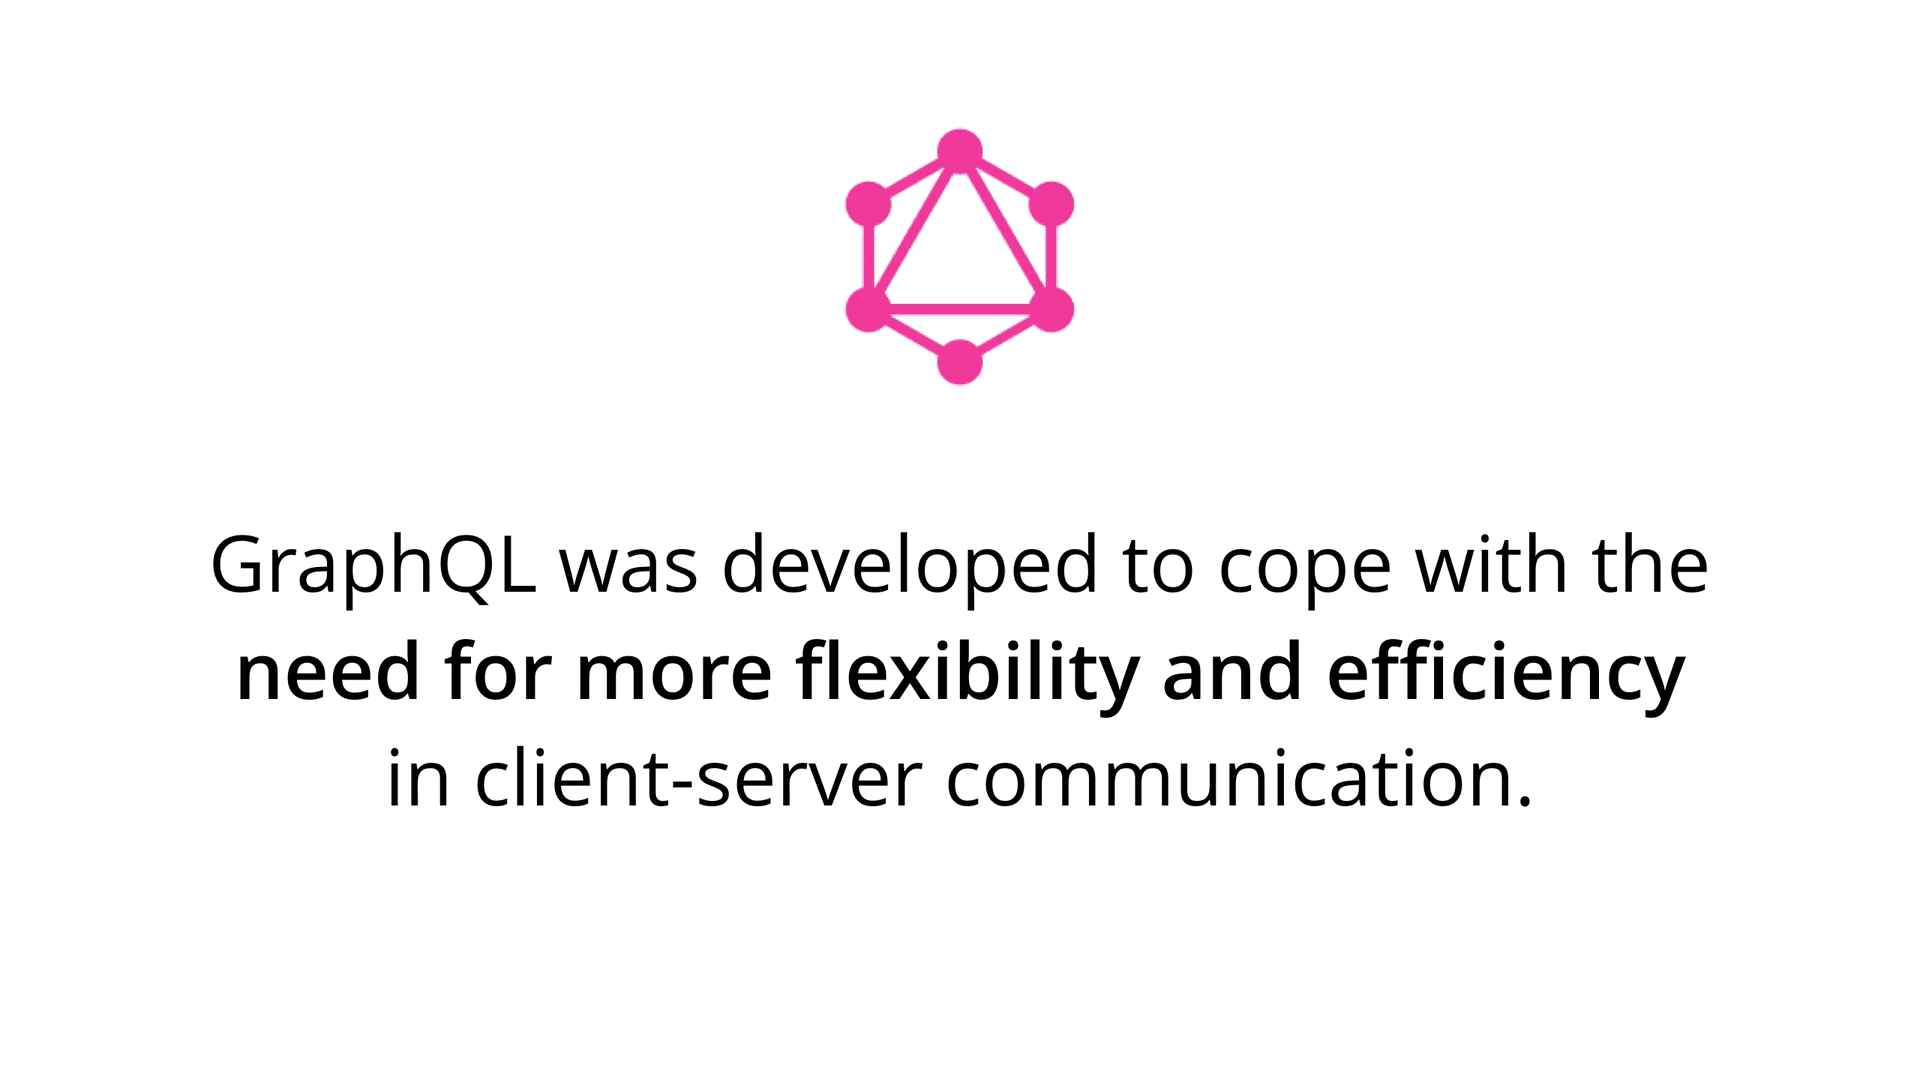 GraphQL was developed to cope with the
need for more flexibility and efficiency
in client-server communication.